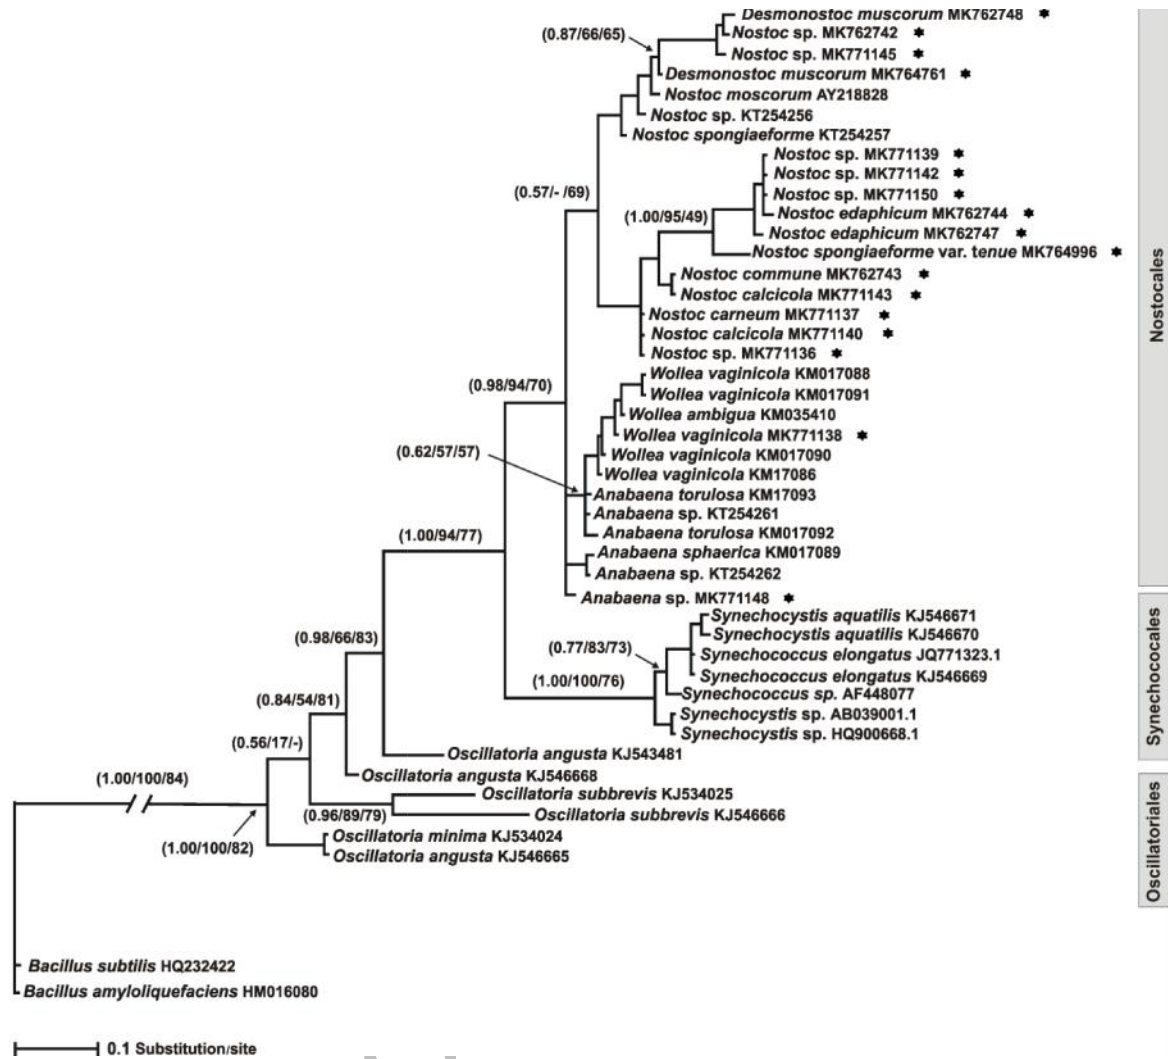 Desmonostoc muscorum MK762748 *
(0.87/66/65)
Nostoc sp. MK762742 *
Nostoc sp. MK771145 *
Desmonostoc muscorum MK764761 *
Nostoc moscorum AY218828
Nostoc sp. KT254256
Nostoc spongiaeforme KT254257
Nostoc sp. MK771139 *
Nostoc sp. MK771142 *
(0.57/- /69)
Nostoc sp. MK771150 *
(1.00/95/49)
Nostoc edaphicum MK762744 *
Nostoc edaphicum MK762747 *
Nostoc spongiaeforme var. tenue MK764996 *
Nostoc commune MK762743 *
Nostoc calcicola MK771143 *
Nostoc carneum MK771137 *
Nostoc calcicola MK771140 *
Nostoc sp. MK771136 *
Nostocales
Wollea vaginicola KM017088
(0.98/94/70)
Wollea vaginicola KM017091
Wollea ambigua KM035410
Wollea vaginicola MK771138 *
(0.62/57/57)
Wollea vaginicola KM017090
Wollea vaginicola KM17086
Anabaena torulosa KM17093
Anabaena sp. KT254261
(1.00/94/77)
Anabaena torulosa KM017092
Anabaena sphaerica KM017089
Anabaena sp. KT254262
Anabaena sp. MK771148 *
Synechocystis aquatilis KJ546671
(0.98/66/83)
Synechocystis aquatilis KJ546670
(0.77/83/73)
Synechococcus elongatus JQ771323.1
Synechococcus elongatus KJ546669
(1.00/100/76)
Synechococales
Synechococcus sp. AF448077
(0.84/54/81)
Synechocystis sp. AB039001.1
Synechocystis sp. HQ900668.1
(0.56/17/-)
Oscillatoria angusta KJ543481
(1.00/100/84)
Oscillatoria angusta KJ546668
Oscillatoria subbrevis KJ534025
(0.96/89/79)
Oscillatoria subbrevis KJ546666
Oscillatoria minima KJ534024
(1.00/100/82)
Oscillatoria angusta KJ546665
Oscillatoriales
Bacillus subtilis HQ232422
Bacillus amyloliquefaciens HM016080
0.1 Substitution/site